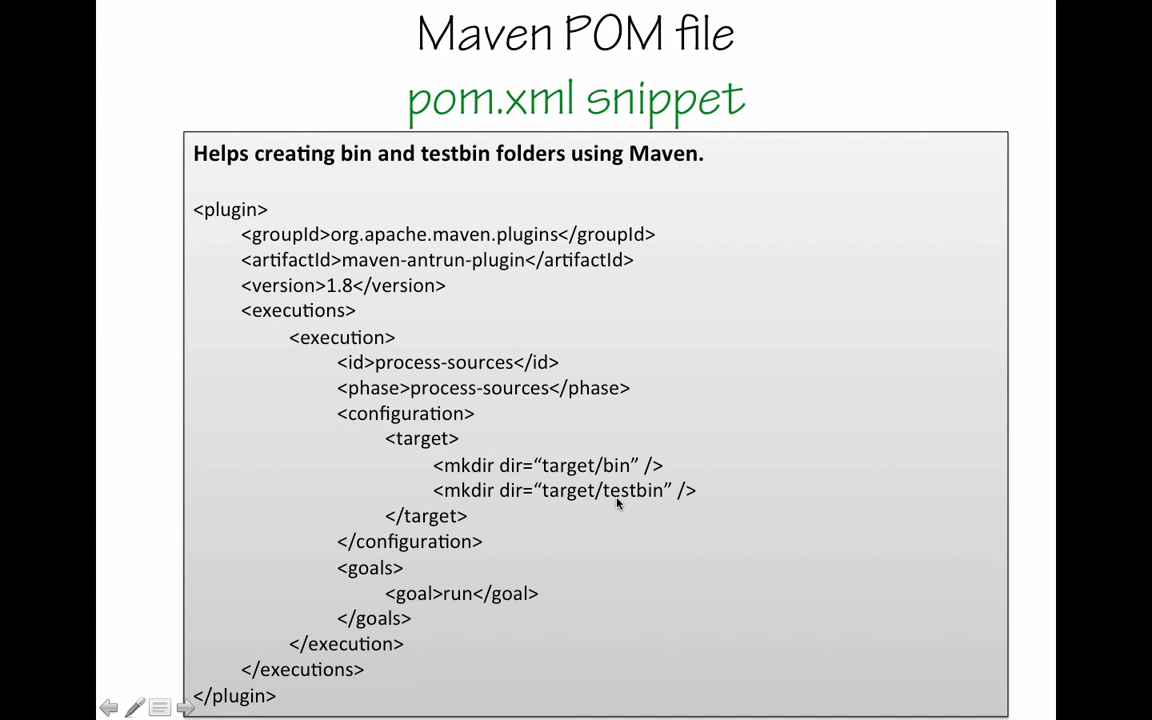 Maven POM file
pom.xml snippet
Helps creating bin and testbin folders using Maven.
<plugin>
<groupId>org.apache.maven.plugins</groupId>
<artifactId>maven-antrun-plugin</artifactId>
<version>1.8</version>
<executions>
<execution>
<id>process-sources</id>
<phase>process-sources</phase>
<configuration>
<target>
<mkdir dir=“target/bin” />
<mkdir dir=“target/testbin” />
</target>
</configuration>
<goals>
<goal>run</goal>
</goals>
</execution>
</executions>
</plugin>